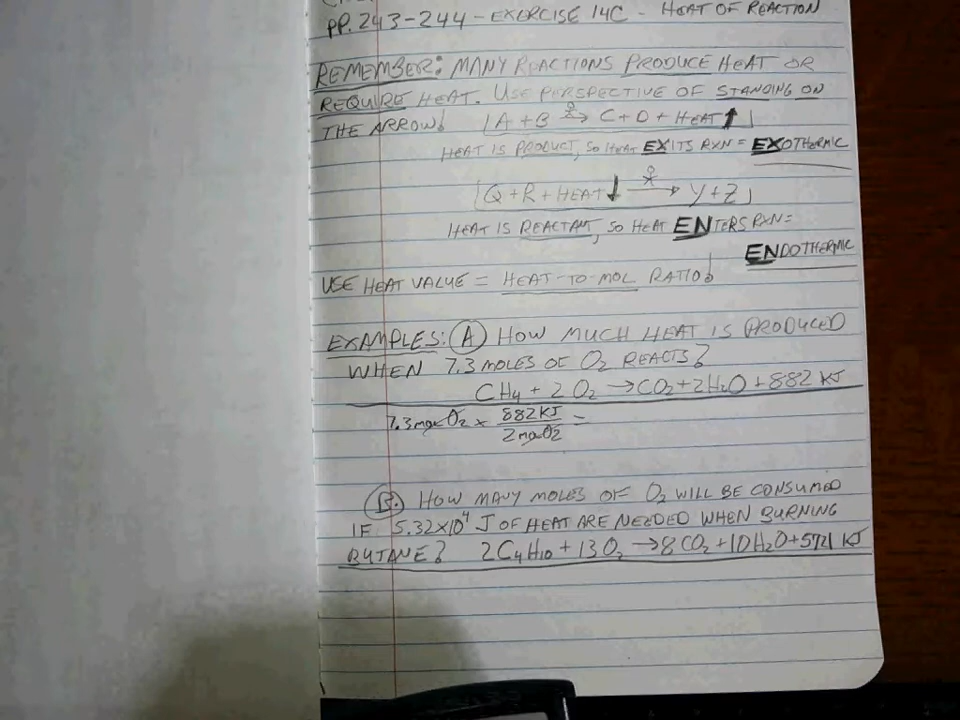 PP. 243-244 - EXERCISE 14C - HEAT OF REACTION
REMEMBER: MANY REACTIONS PRODUCE HEAT OR
REQUIRE HEAT. USE PERSPECTIVE OF STANDING ON
THE ARROW! [A + B → C + D + HEAT↑]
HEAT IS PRODUCT, SO HEAT EXITS RXN = EXOTHERMIC
[Q + R + HEAT↓ → Y + Z]
HEAT IS REACTANT, SO HEAT ENTERS RXN =
ENDOTHERMIC
USE HEAT VALUE = HEAT-TO-MOL RATIO!
EXAMPLES: (A) HOW MUCH HEAT IS PRODUCED
WHEN 7.3 MOLES OF O2 REACTS?
CH4 + 2 O2 → CO2 + 2H2O + 882 KJ
7.3 mol O2 × 882 KJ / 2 mol O2 =
(B.) HOW MANY MOLES OF O2 WILL BE CONSUMED
IF 5.32×10⁴ J OF HEAT ARE NEEDED WHEN BURNING
BUTANE? 2C4H10 + 13 O2 → 8 CO2 + 10 H2O + 5721 KJ